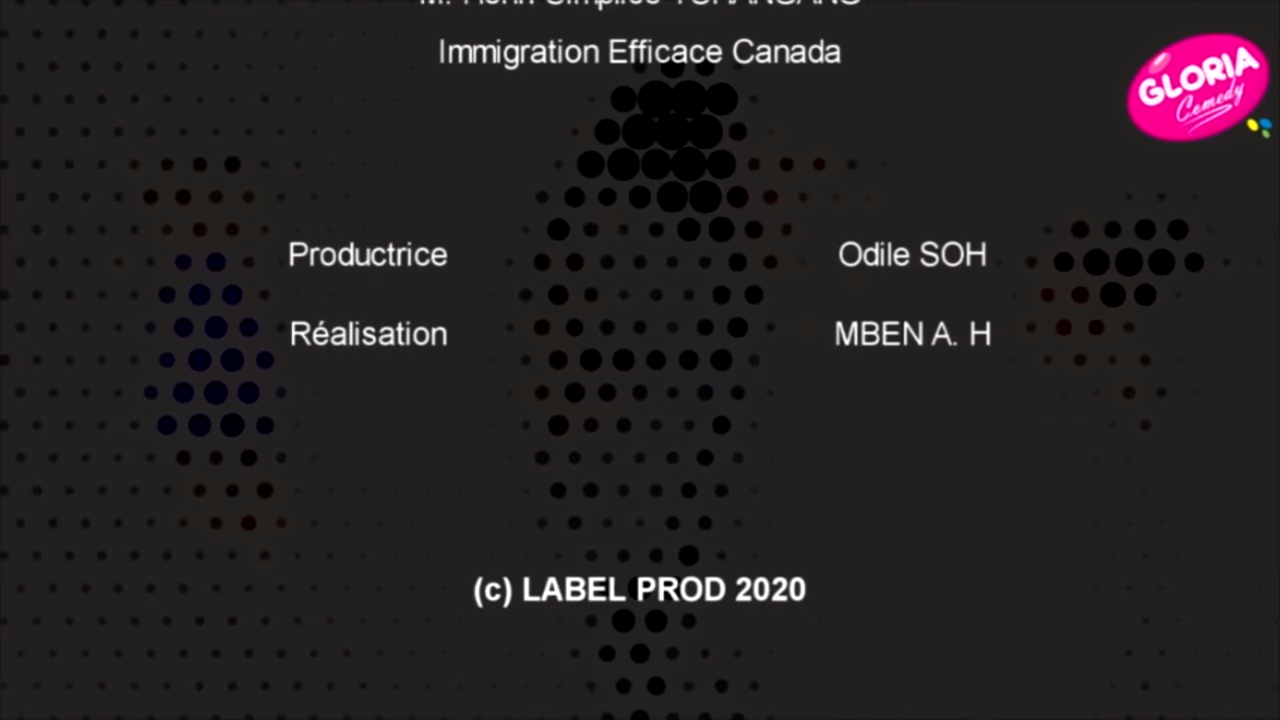 Immigration Efficace Canada
GLORIA
Comedy
Productrice Odile SOH
Réalisation MBEN A. H
(c) LABEL PROD 2020